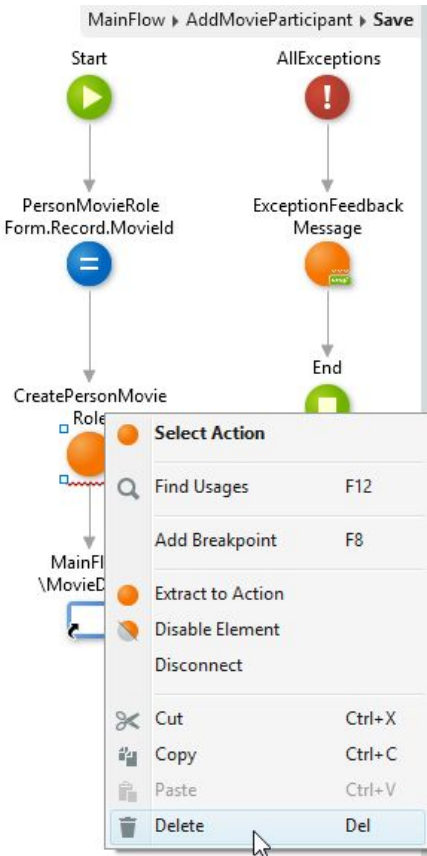 MainFlow ▸ AddMovieParticipant ▸ Save
Start
AllExceptions
PersonMovieRole
Form.Record.MovieId
ExceptionFeedback
Message
End
CreatePersonMovie
Role
Select Action
Find Usages F12
Add Breakpoint F8
MainFl
\MovieD
Extract to Action
Disable Element
Disconnect
Cut Ctrl+X
Copy Ctrl+C
Paste Ctrl+V
Delete Del